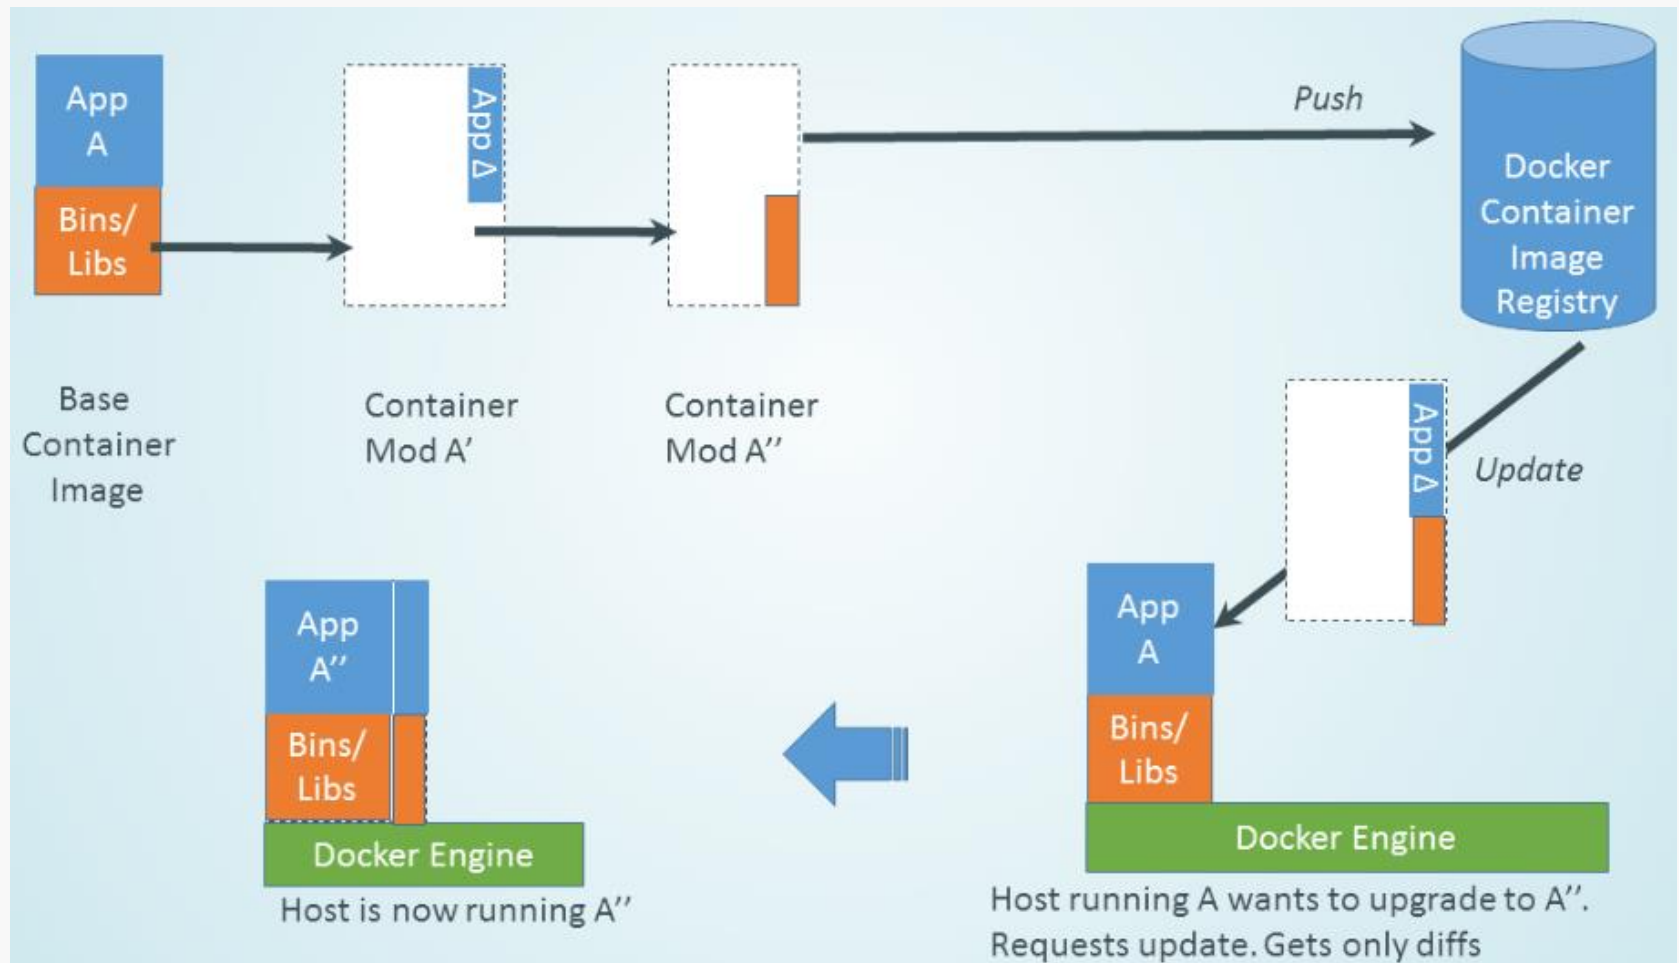 App
A
Bins/
Libs
App Δ
Push
Docker
Container
Image
Registry
Base
Container
Image
Container
Mod A'
Container
Mod A''
App Δ
Update
App
A''
Bins/
Libs
Docker Engine
Host is now running A''
App
A
Bins/
Libs
Docker Engine
Host running A wants to upgrade to A''.
Requests update. Gets only diffs